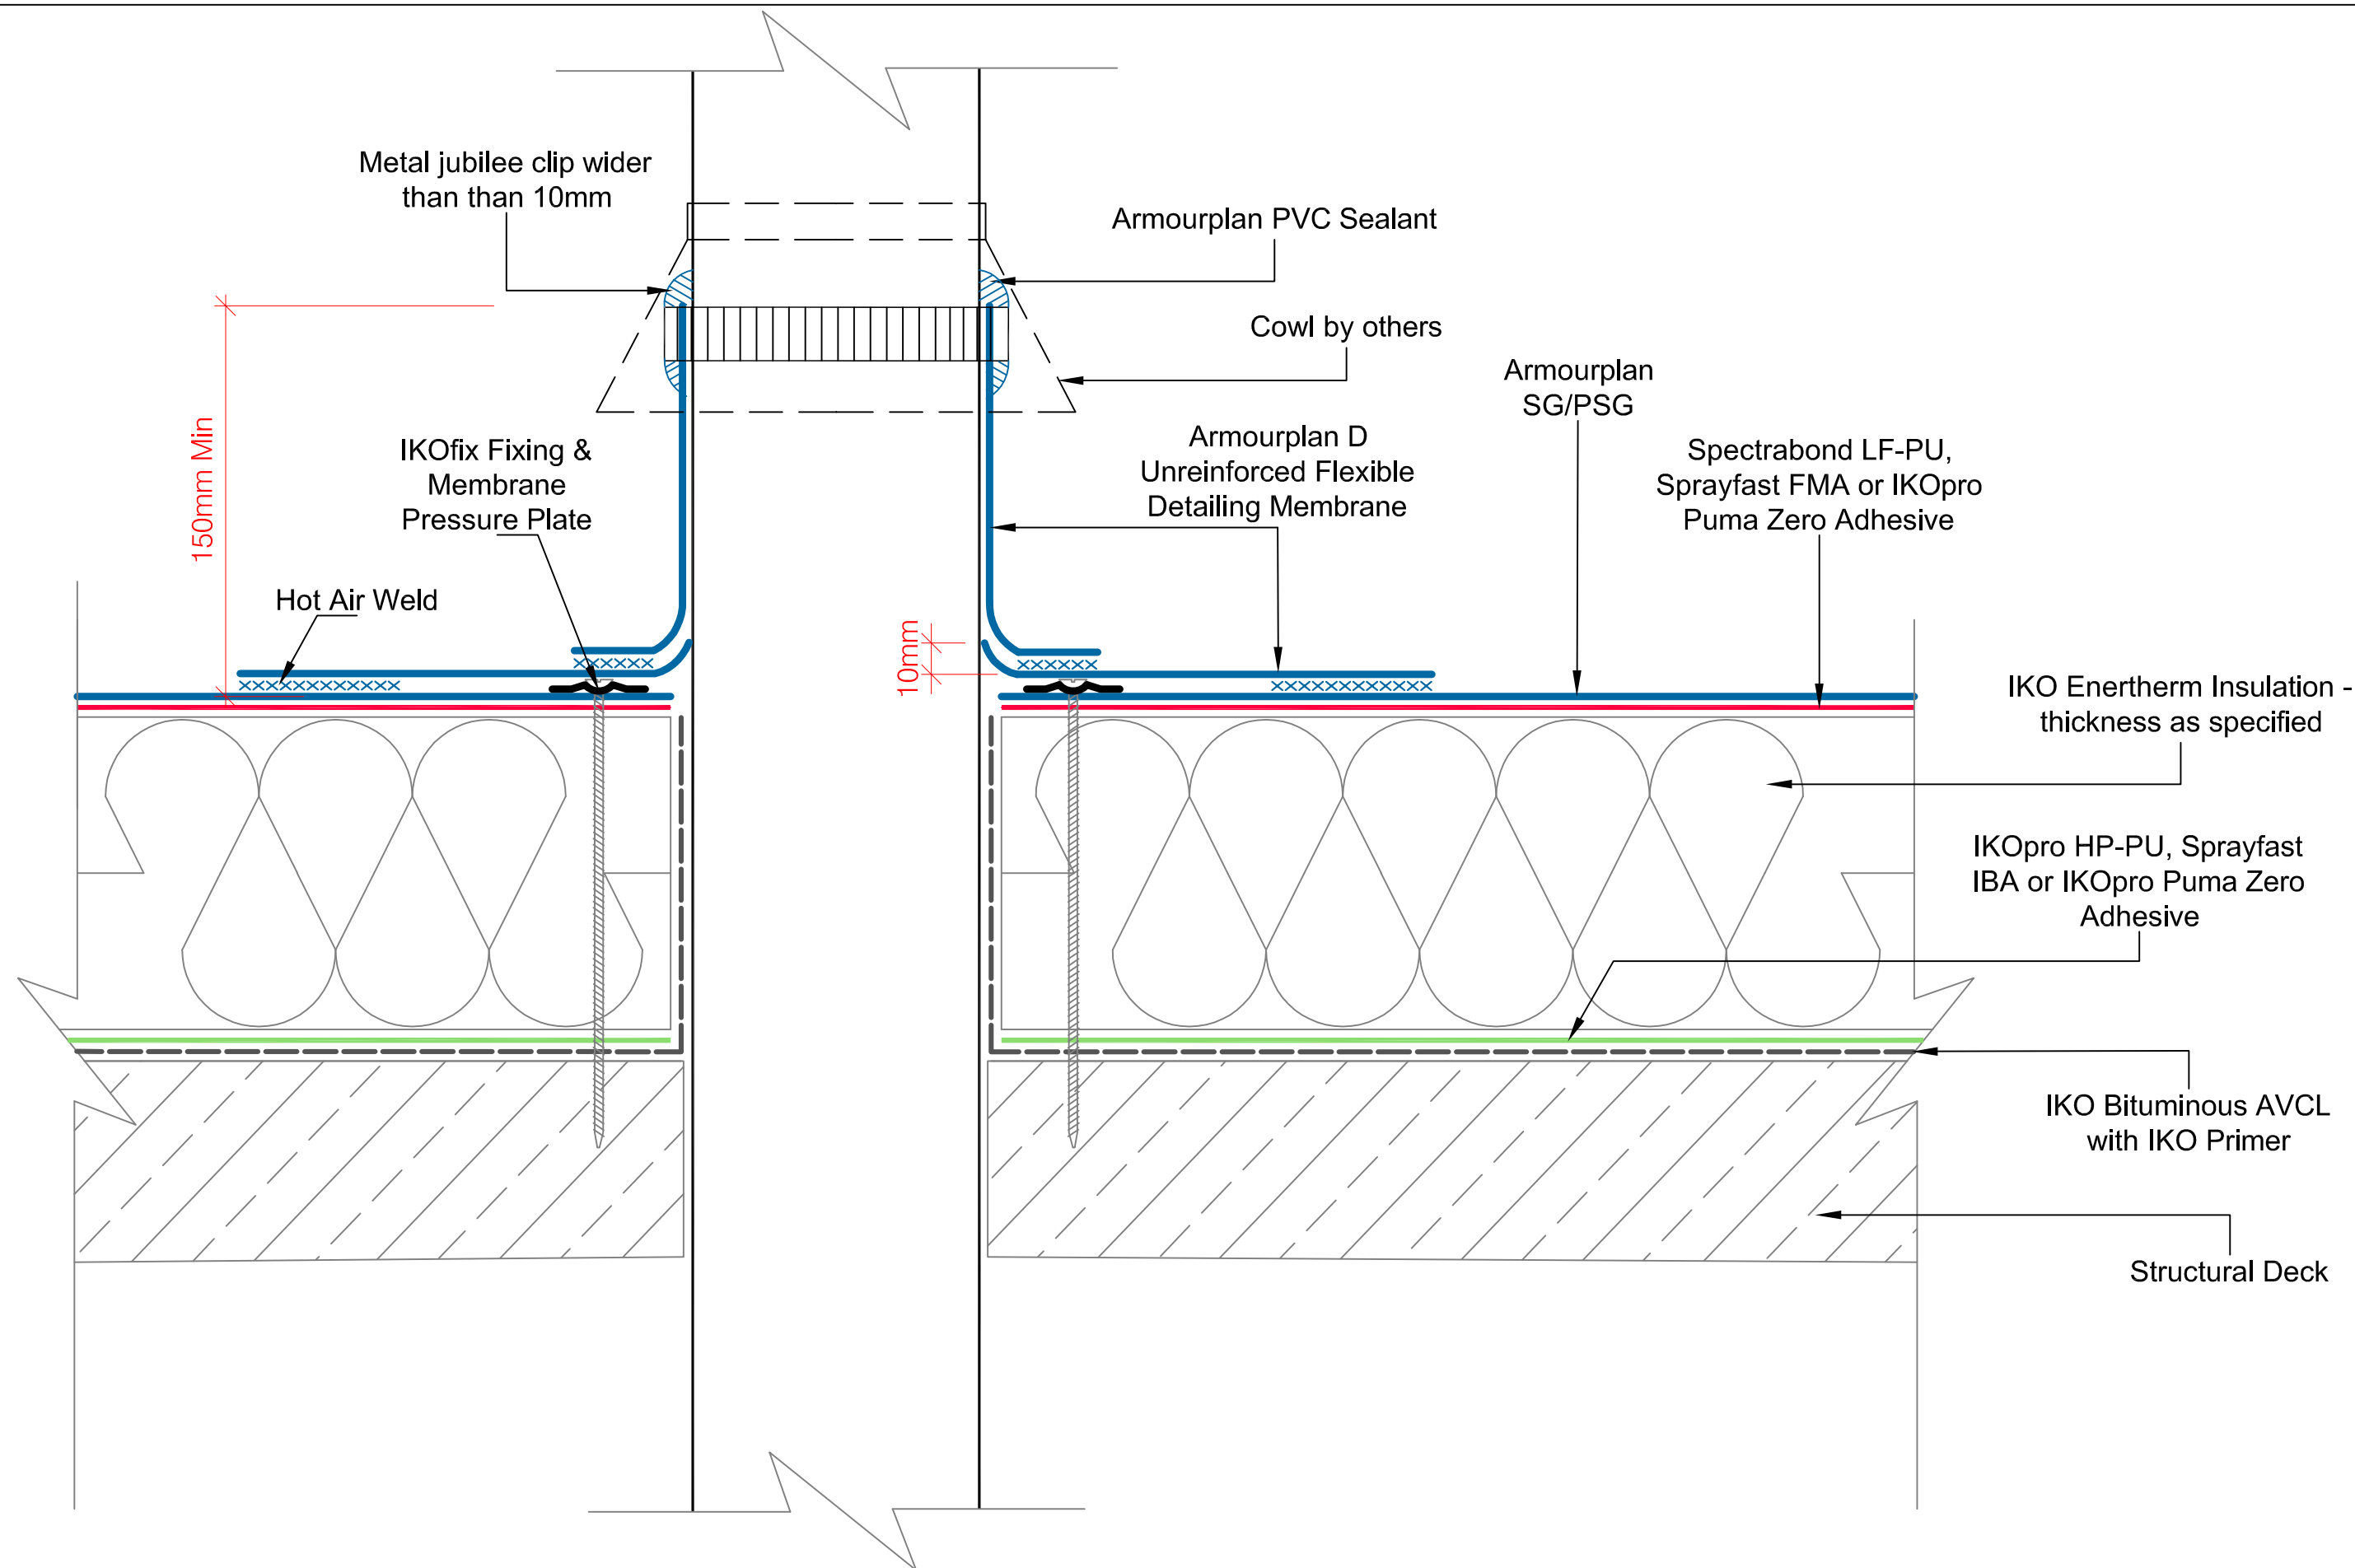 Metal jubilee clip wider
than than 10mm
Armourplan PVC Sealant
Cowl by others
Armourplan
SG/PSG
150mm Min
IKOfix Fixing &
Membrane
Pressure Plate
Armourplan D
Unreinforced Flexible
Detailing Membrane
Spectrabond LF-PU,
Sprayfast FMA or IKOpro
Puma Zero Adhesive
Hot Air Weld
10mm
IKO Enertherm Insulation -
thickness as specified
IKOpro HP-PU, Sprayfast
IBA or IKOpro Puma Zero
Adhesive
IKO Bituminous AVCL
with IKO Primer
Structural Deck